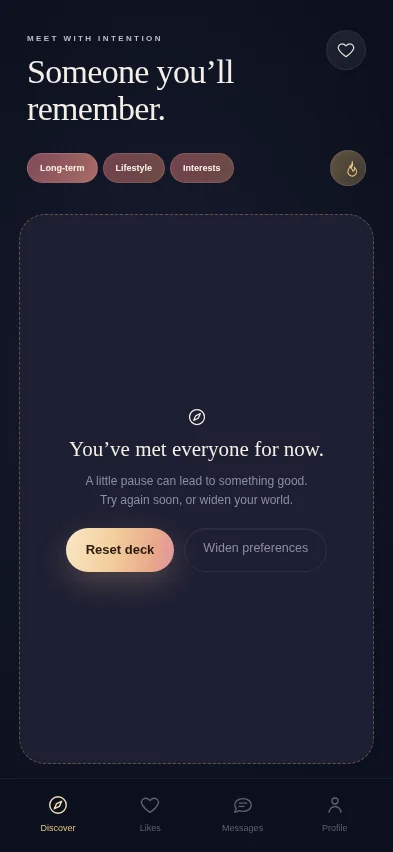 MEET WITH INTENTION
Someone you’ll
remember.
Long-term
Lifestyle
Interests
You’ve met everyone for now.
A little pause can lead to something good.
Try again soon, or widen your world.
Reset deck
Widen preferences
Discover
Likes
Messages
Profile